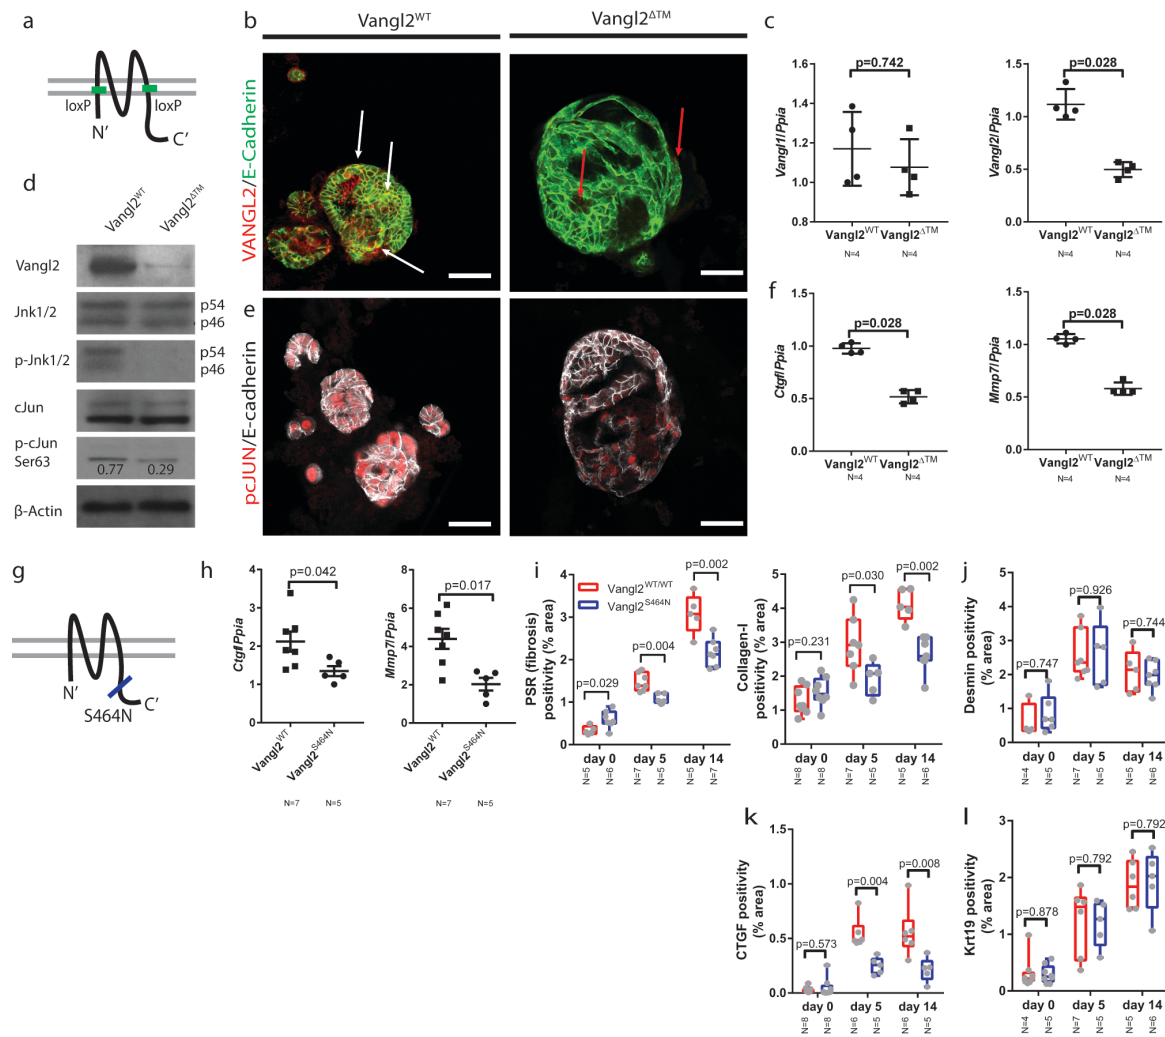 a
loxP
loxP
N’
C’
b
Vangl2WT
Vangl2ΔTM
VANGL2/E-Cadherin
c
Vangl1/Ppia
1.6
1.4
1.2
1.0
0.8
0.6
p=0.742
Vangl2WT
Vangl2ΔTM
N=4
N=4
Vangl2/Ppia
1.5
1.0
0.5
0.0
p=0.028
Vangl2WT
Vangl2ΔTM
N=4
N=4
d
Vangl2WT
Vangl2ΔTM
Vangl2
Jnk1/2
p54
p46
p-Jnk1/2
p54
p46
cJun
p-cJun
Ser63
0.77
0.29
β-Actin
e
pcJUN/E-cadherin
f
Ctgf/Ppia
1.5
1.0
0.5
0.0
p=0.028
Vangl2WT
Vangl2ΔTM
N=4
N=4
Mmp7/Ppia
1.5
1.0
0.5
0.0
p=0.028
Vangl2WT
Vangl2ΔTM
N=4
N=4
g
N’
C’
S464N
h
Ctgf/Ppia
4
3
2
1
0
p=0.042
Vangl2WT
Vangl2S464N
N=7
N=5
Mmp7/Ppia
8
6
4
2
0
p=0.017
Vangl2WT
Vangl2S464N
N=7
N=5
i
Vangl2WT/WT
Vangl2S464N
PSR (fibrosis)
positivity (% area)
4
3
2
1
0
p=0.029
p=0.004
p=0.002
day 0
day 5
day 14
N=5
N=6
N=7
N=5
N=5
N=7
Collagen-I
positivity (% area)
5
4
3
2
1
0
p=0.231
p=0.030
p=0.002
day 0
day 5
day 14
N=8
N=8
N=7
N=5
N=5
N=6
j
Desmin positivity
(% area)
5
4
3
2
1
0
p=0.747
p=0.926
p=0.744
day 0
day 5
day 14
N=4
N=5
N=7
N=5
N=5
N=6
k
CTGF positivity
(% area)
1.5
1.0
0.5
0.0
p=0.573
p=0.004
p=0.008
day 0
day 5
day 14
N=8
N=8
N=6
N=5
N=6
N=5
l
Krt19 positivity
(% area)
3
2
1
0
p=0.878
p=0.792
p=0.792
day 0
day 5
day 14
N=4
N=5
N=7
N=5
N=5
N=6